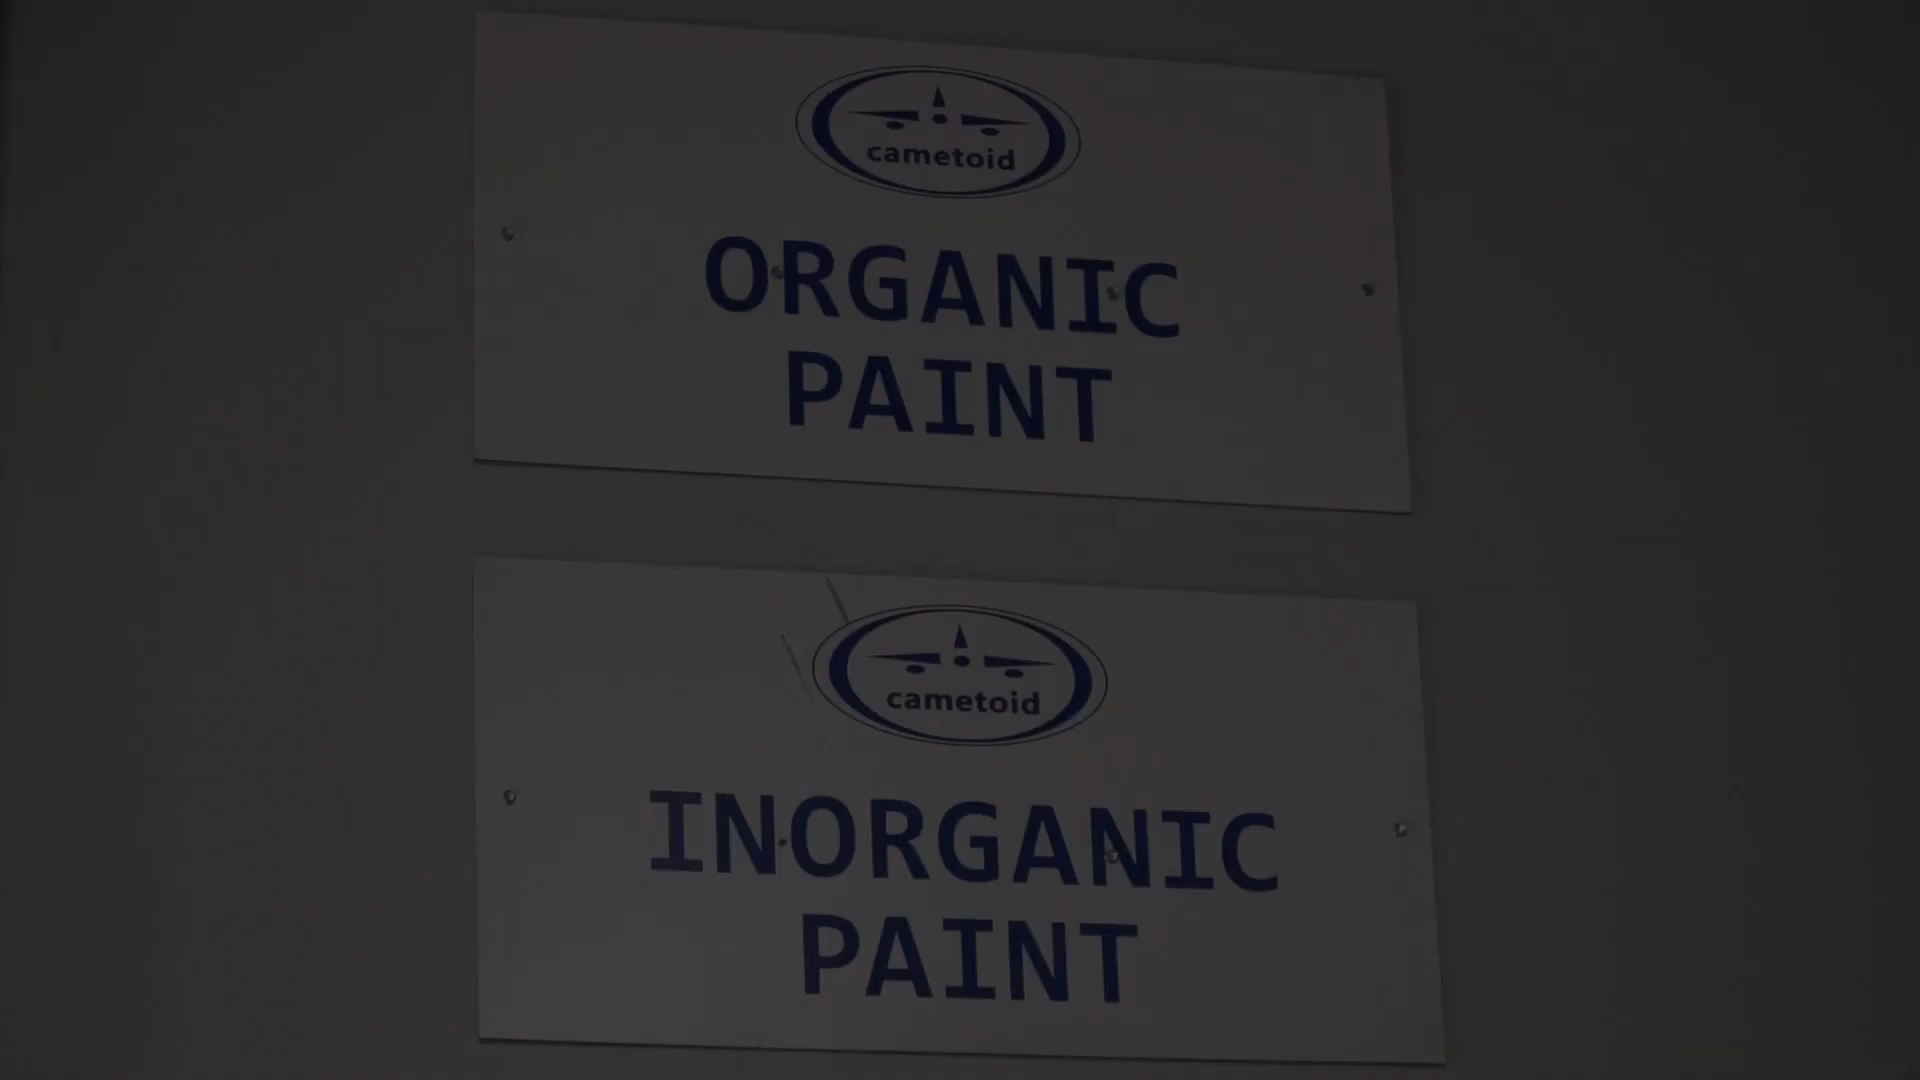 cametoid
ORGANIC
PAINT
cametoid
INORGANIC
PAINT